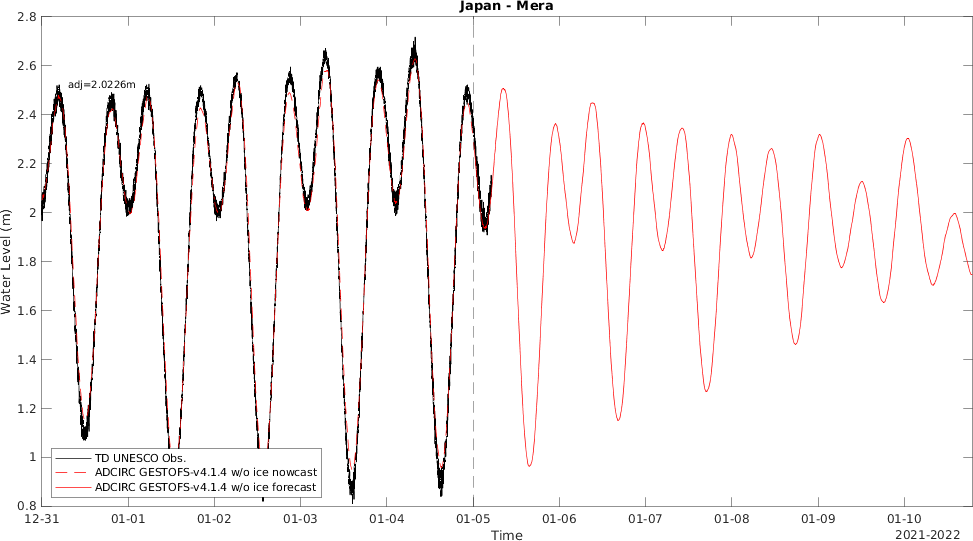 Japan - Mera
2.8
2.6
2.4
2.2
2
1.8
1.6
1.4
1.2
1
0.8
Water Level (m)
adj=2.0226m
TD UNESCO Obs.
ADCIRC GESTOFS-v4.1.4 w/o ice nowcast
ADCIRC GESTOFS-v4.1.4 w/o ice forecast
12-31 01-01 01-02 01-03 01-04 01-05 01-06 01-07 01-08 01-09 01-10
Time
2021-2022